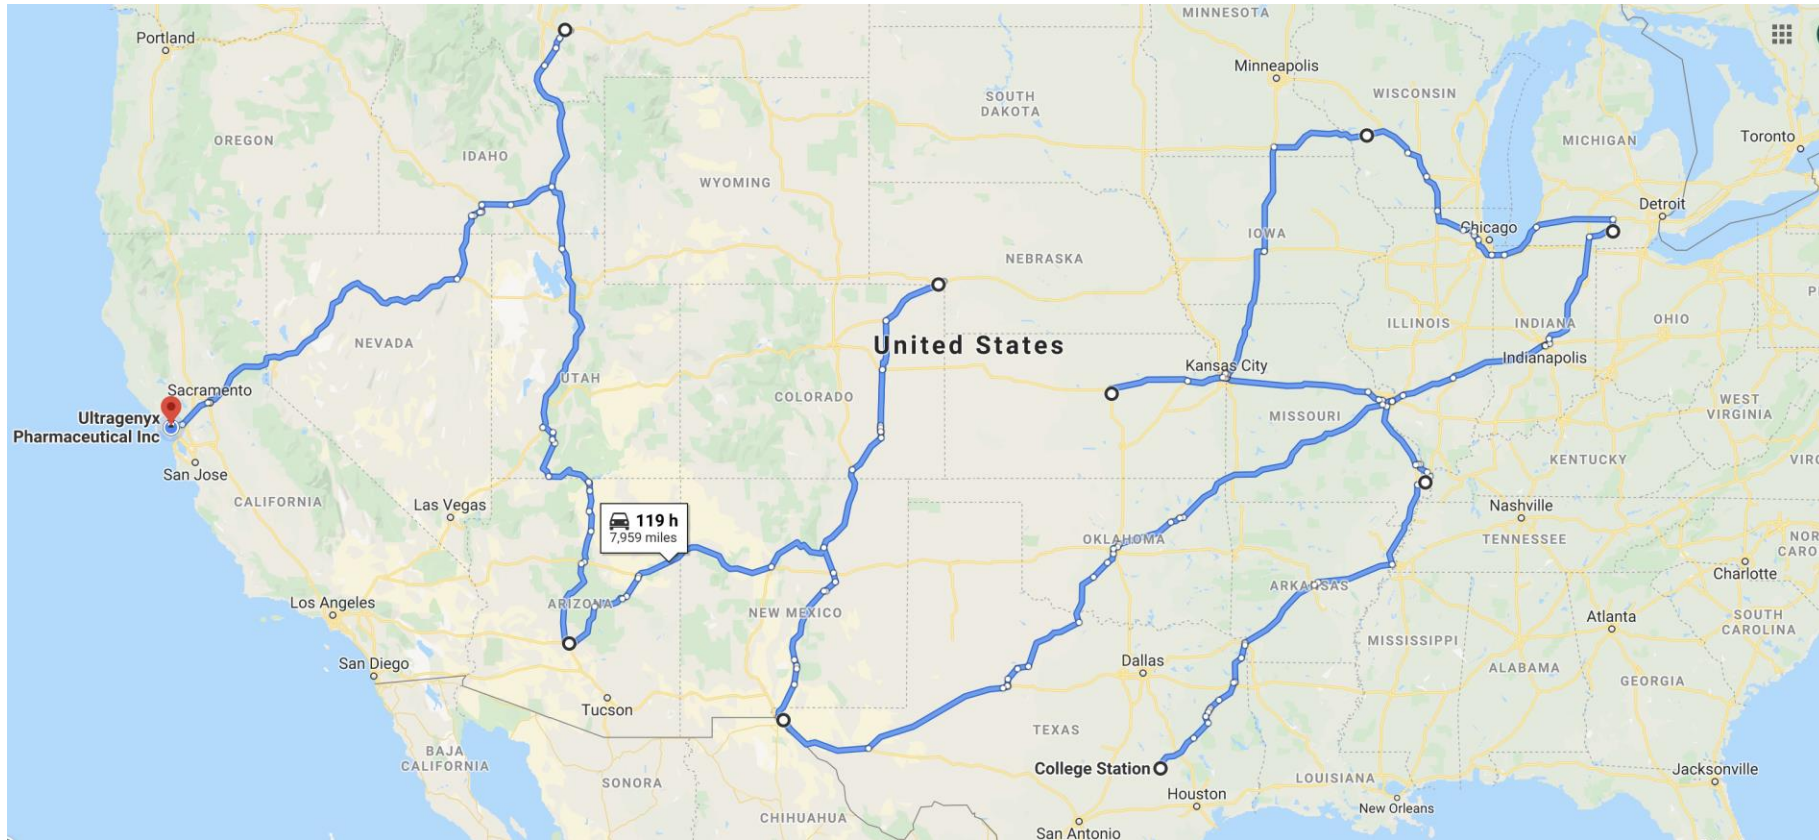 MINNESOTA
Portland
Minneapolis
WISCONSIN
SOUTH
DAKOTA
MICHIGAN
Toronto
OREGON
IDAHO
WYOMING
Detroit
Chicago
IOWA
NEBRASKA
ILLINOIS
INDIANA
OHIO
P
NEVADA
United States
Indianapolis
Kansas City
UTAH
Sacramento
COLORADO
MISSOURI
WEST
VIRGINIA
Ultragenyx
Pharmaceutical Inc
San Jose
KENTUCKY
VIRG
CALIFORNIA
Las Vegas
Nashville
119 h
7,959 miles
OKLAHOMA
TENNESSEE
NOR
CARO
Charlotte
ARKANSAS
Los Angeles
ARIZONA
NEW MEXICO
Atlanta
SOUTH
CAROLINA
MISSISSIPPI
San Diego
Dallas
ALABAMA
GEORGIA
Tucson
TEXAS
BAJA
CALIFORNIA
SONORA
College Station
LOUISIANA
Jacksonville
Houston
New Orleans
CHIHUAHUA
San Antonio